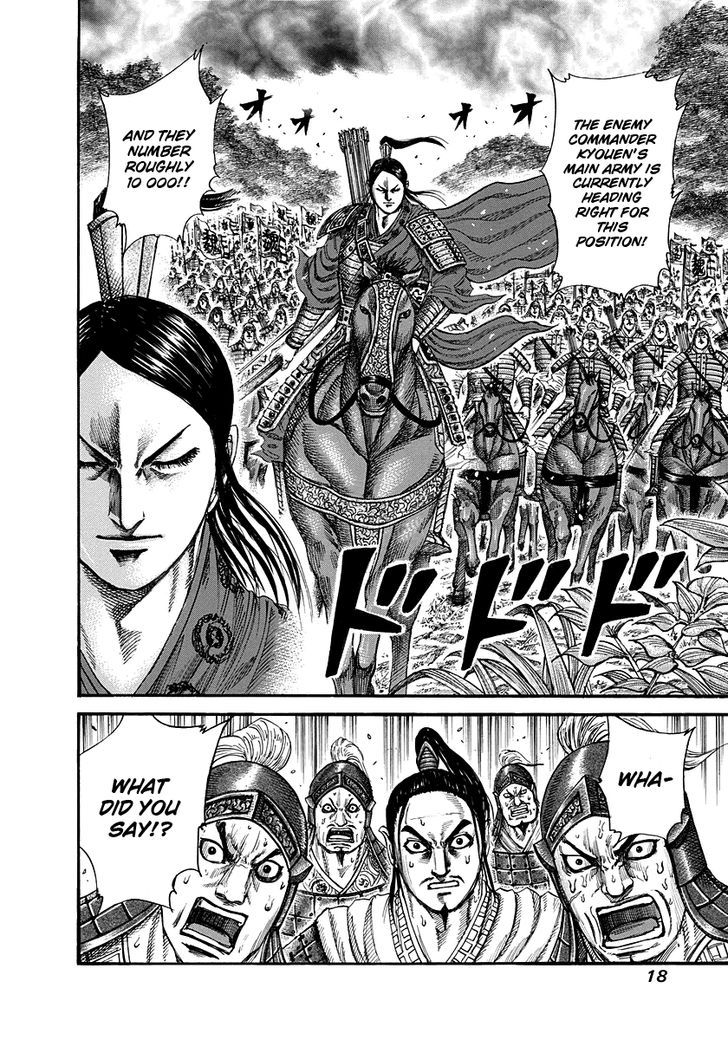 THE ENEMY
COMMANDER
KYOUEN'S
MAIN ARMY IS
CURRENTLY
HEADING
RIGHT FOR
THIS
POSITION!
AND THEY
NUMBER
ROUGHLY
10 000!!
オオ
オオ
ドドド
WHA-
WHAT
DID YOU
SAY!?
18